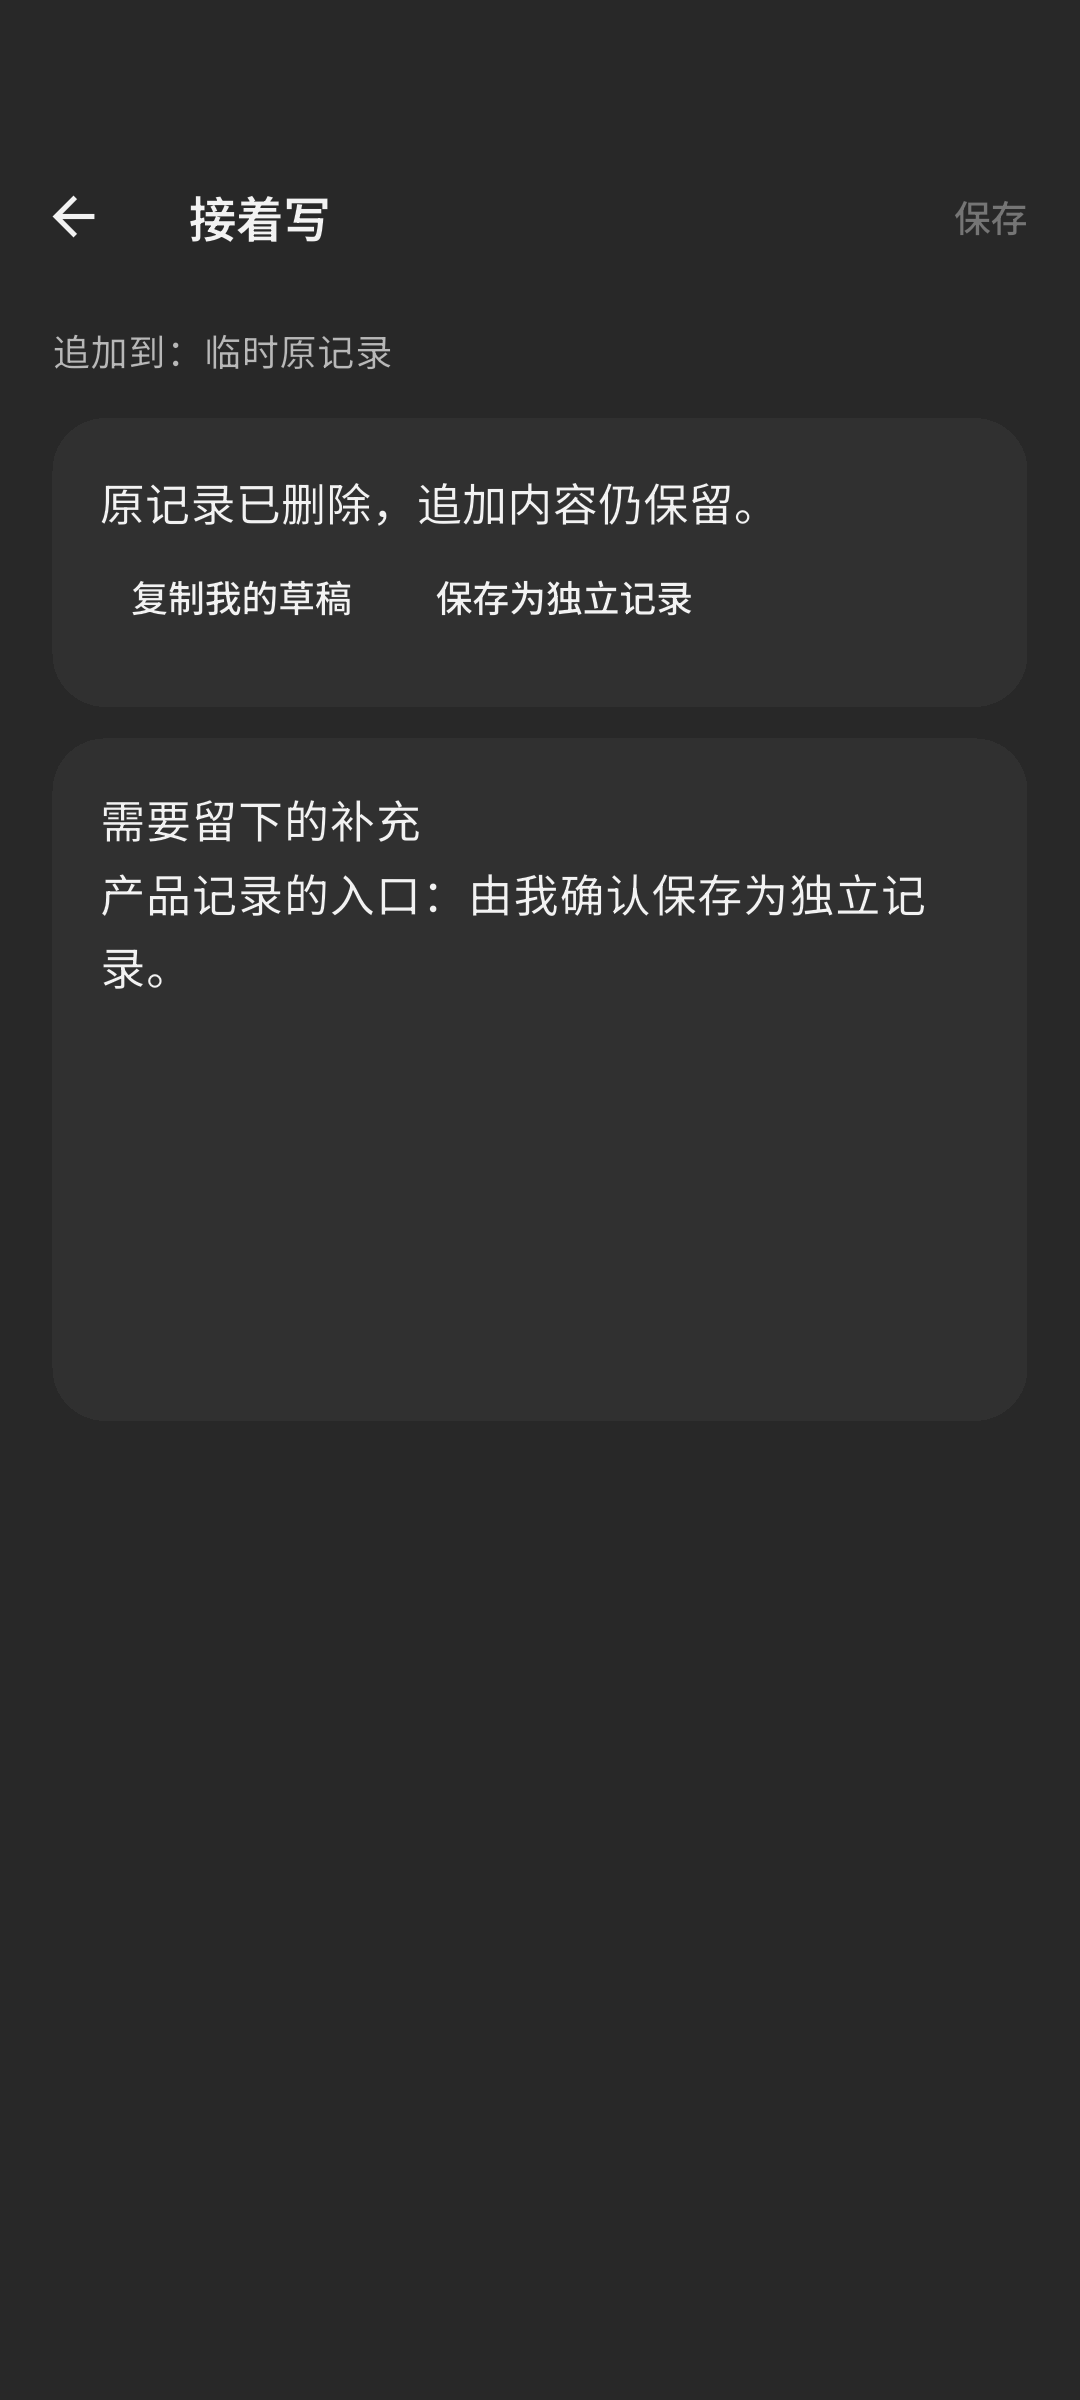 接着写
保存
追加到：临时原记录
原记录已删除，追加内容仍保留。
复制我的草稿
保存为独立记录
需要留下的补充
产品记录的入口：由我确认保存为独立记
录。